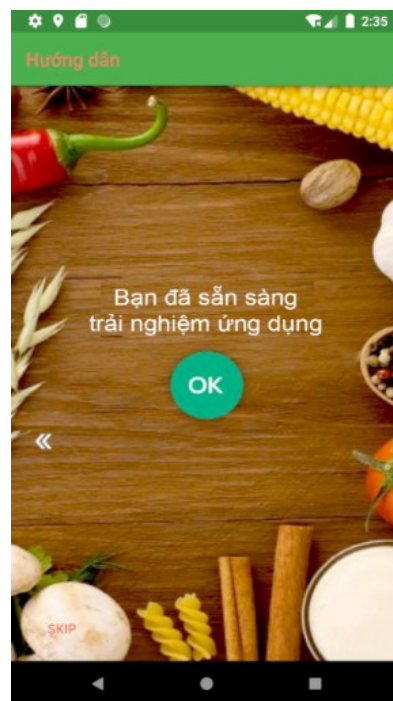 2:35
Hướng dẫn
Bạn đã sẵn sàng
trải nghiệm ứng dụng
OK
«
SKIP